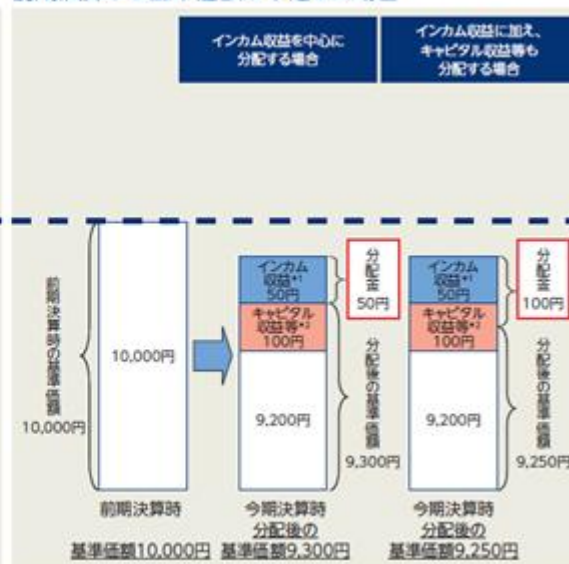 インカム収益を中心に
分配する場合
インカム収益に加え、
キャピタル収益等も
分配する場合
前期決算時の基準価額
10,000円
10,000円
インカム
収益*1
50円
キャピタル
収益等*2
100円
9,200円
分配金
50円
分配後の基準価額
9,300円
インカム
収益*1
50円
キャピタル
収益等*2
100円
9,200円
分配金
100円
分配後の基準価額
9,250円
前期決算時
基準価額10,000円
今期決算時
分配後の
基準価額9,300円
今期決算時
分配後の
基準価額9,250円